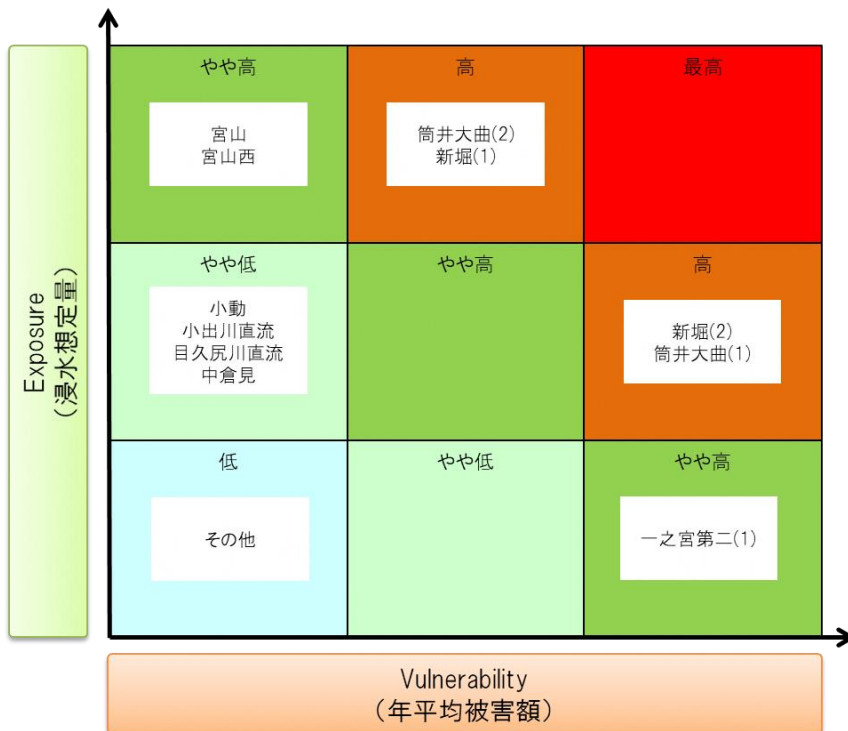 Exposure
（浸水想定量）
やや高
宮山
宮山西
高
筒井大曲(2)
新堀(1)
最高
やや低
小動
小出川直流
目久尻川直流
中倉見
やや高
高
新堀(2)
筒井大曲(1)
低
その他
やや低
やや高
一之宮第二(1)
Vulnerability
（年平均被害額）